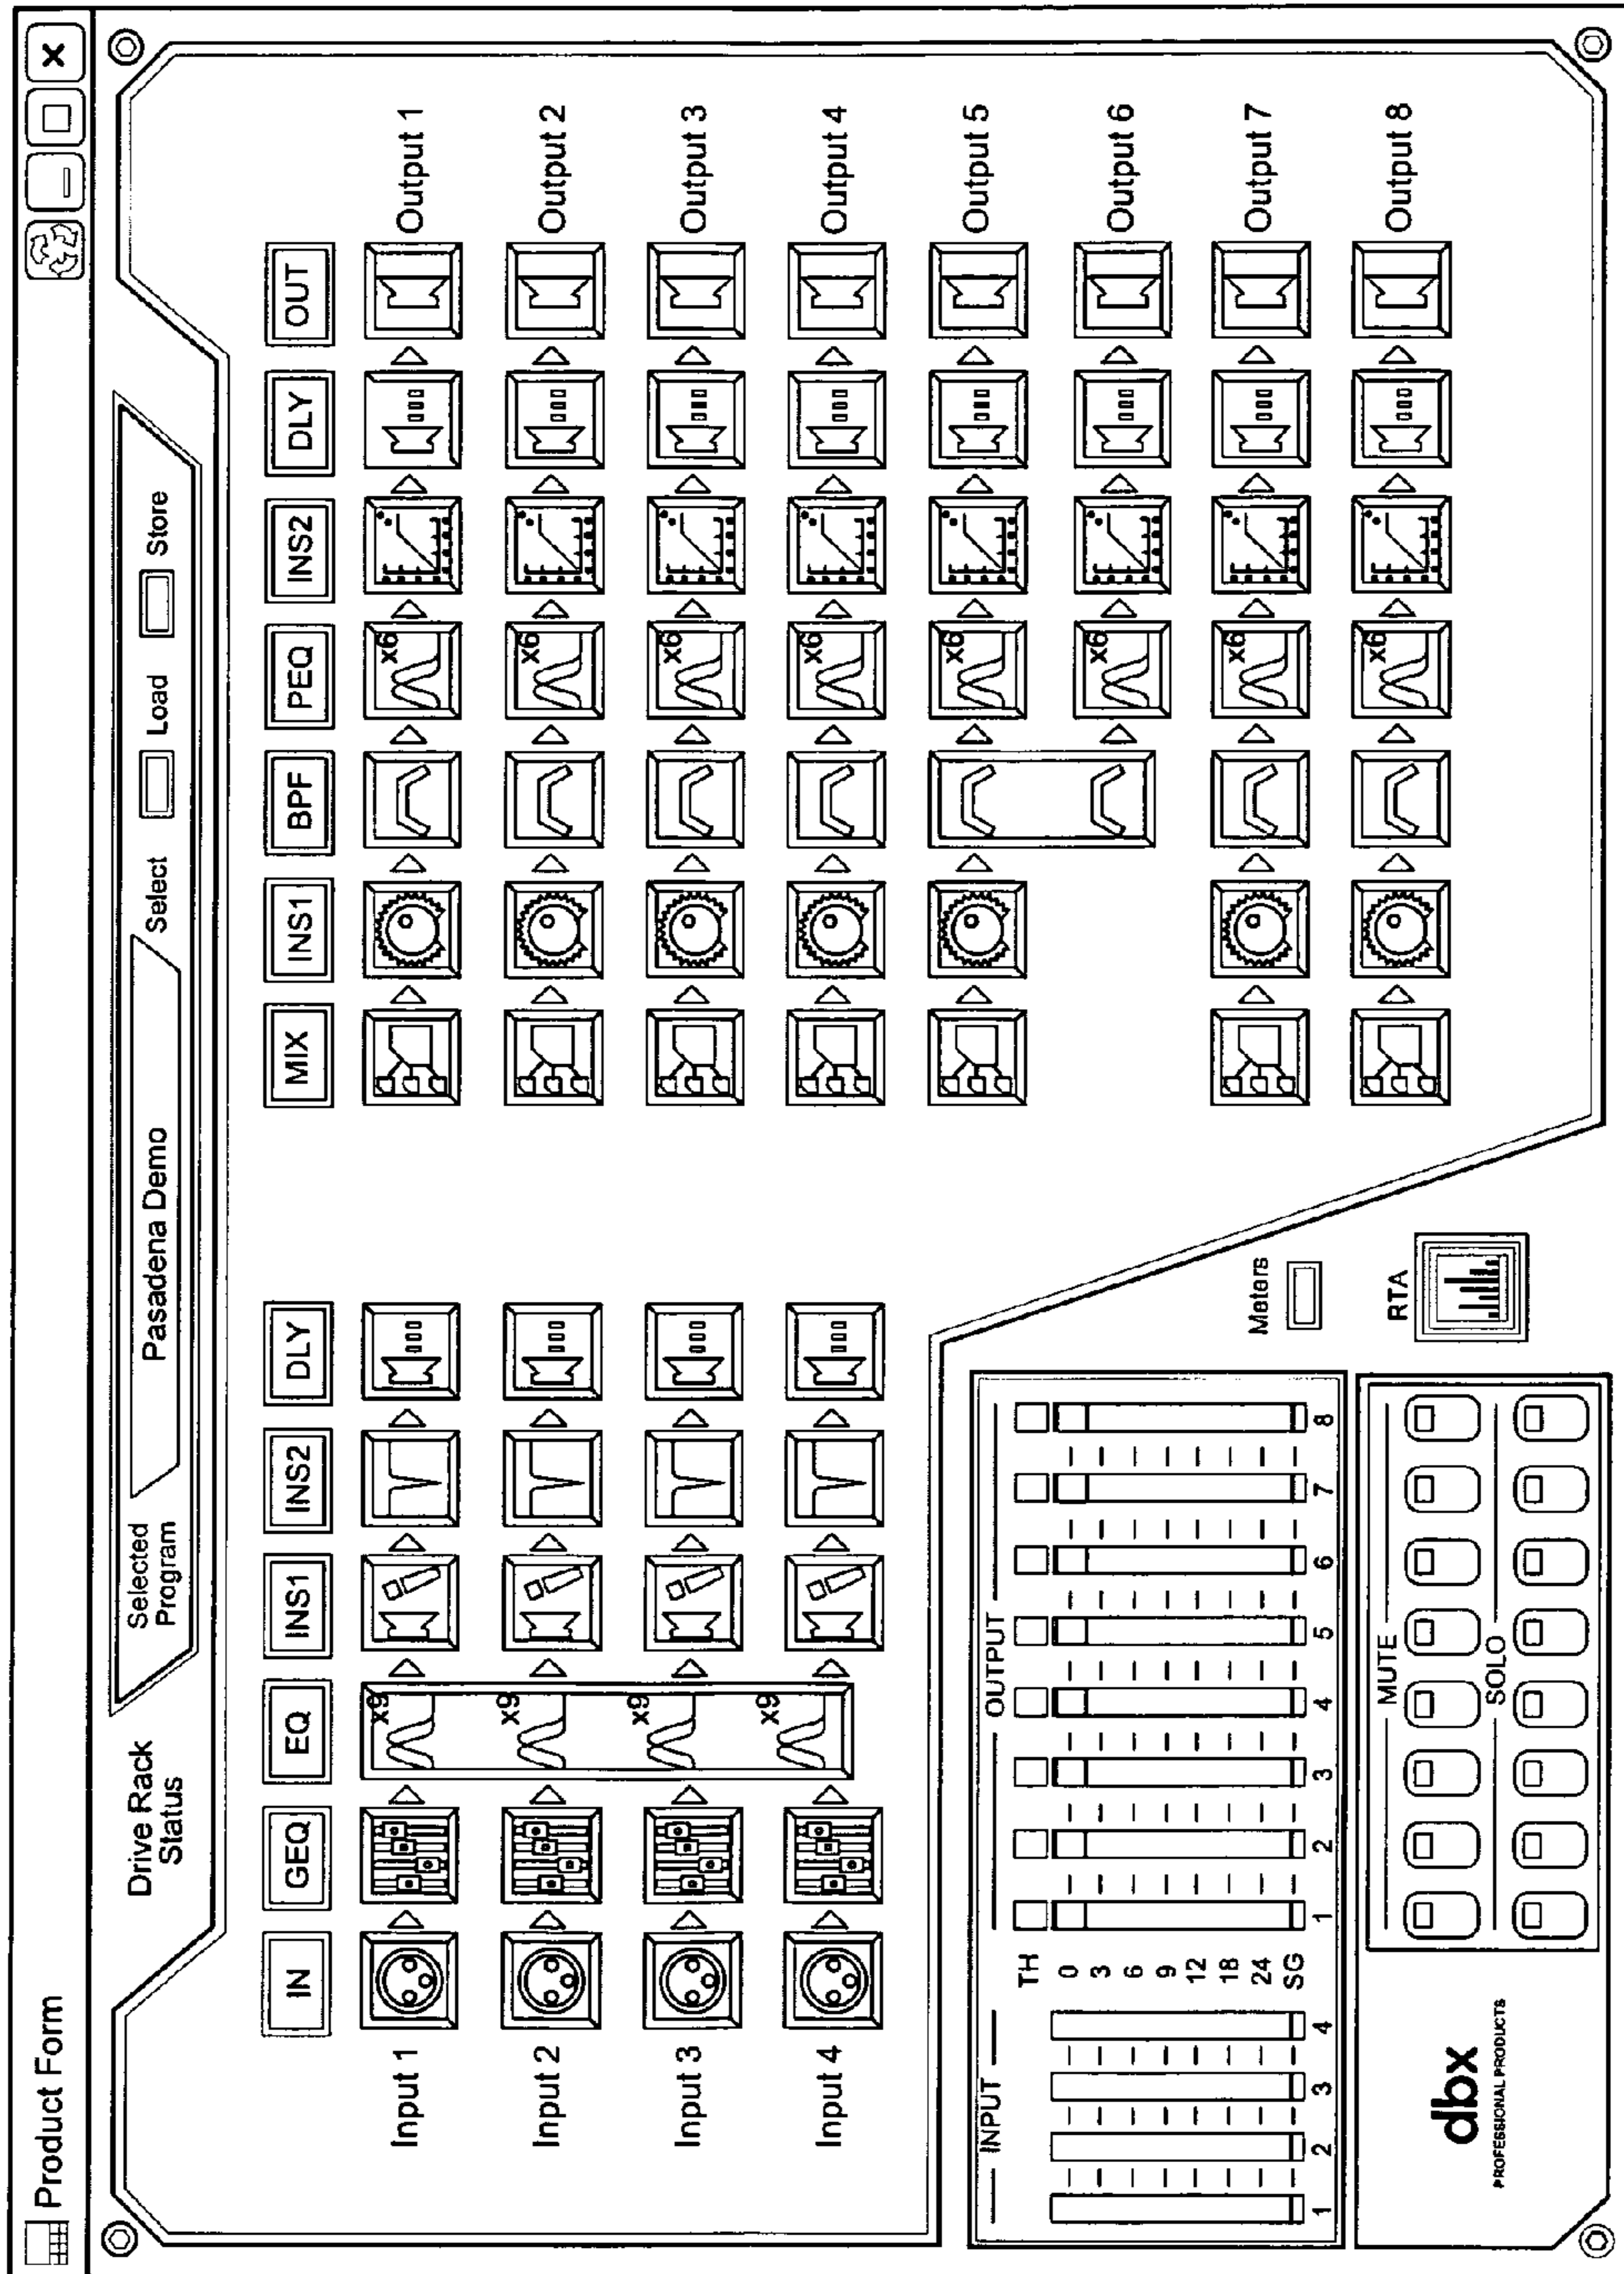 Product Form
Drive Rack
Status
Selected
Program
Pasadena Demo
Select
Load
Store
IN GEQ EQ INS1 INS2 DLY MIX INS1 BPF PEQ INS2 DLY OUT
Input 1 x9 x6 Output 1
Input 2 x9 x6 Output 2
Input 3 x9 x6 Output 3
Input 4 x9 x6 Output 4
x6 Output 5
x6 Output 6
x6 Output 7
x6 Output 8
INPUT OUTPUT
TH
0
3
6
9
12
18
24
SG
1 2 3 4 1 2 3 4 5 6 7 8
Meters
RTA
MUTE
SOLO
dbx
PROFESSIONAL PRODUCTS